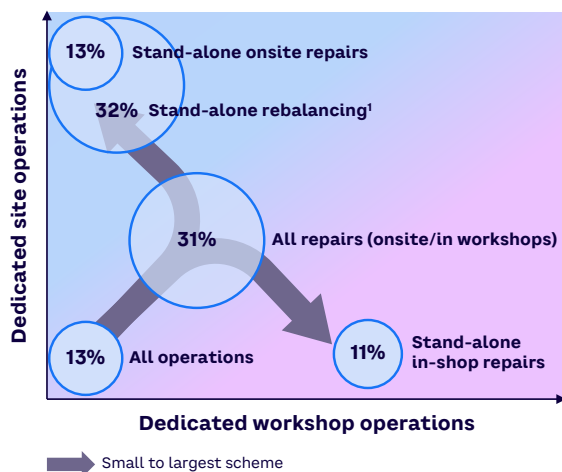 Dedicated site operations
13% Stand-alone onsite repairs
32% Stand-alone rebalancing¹
31% All repairs (onsite/in workshops)
13% All operations
11% Stand-alone
in-shop repairs
Dedicated workshop operations
Small to largest scheme